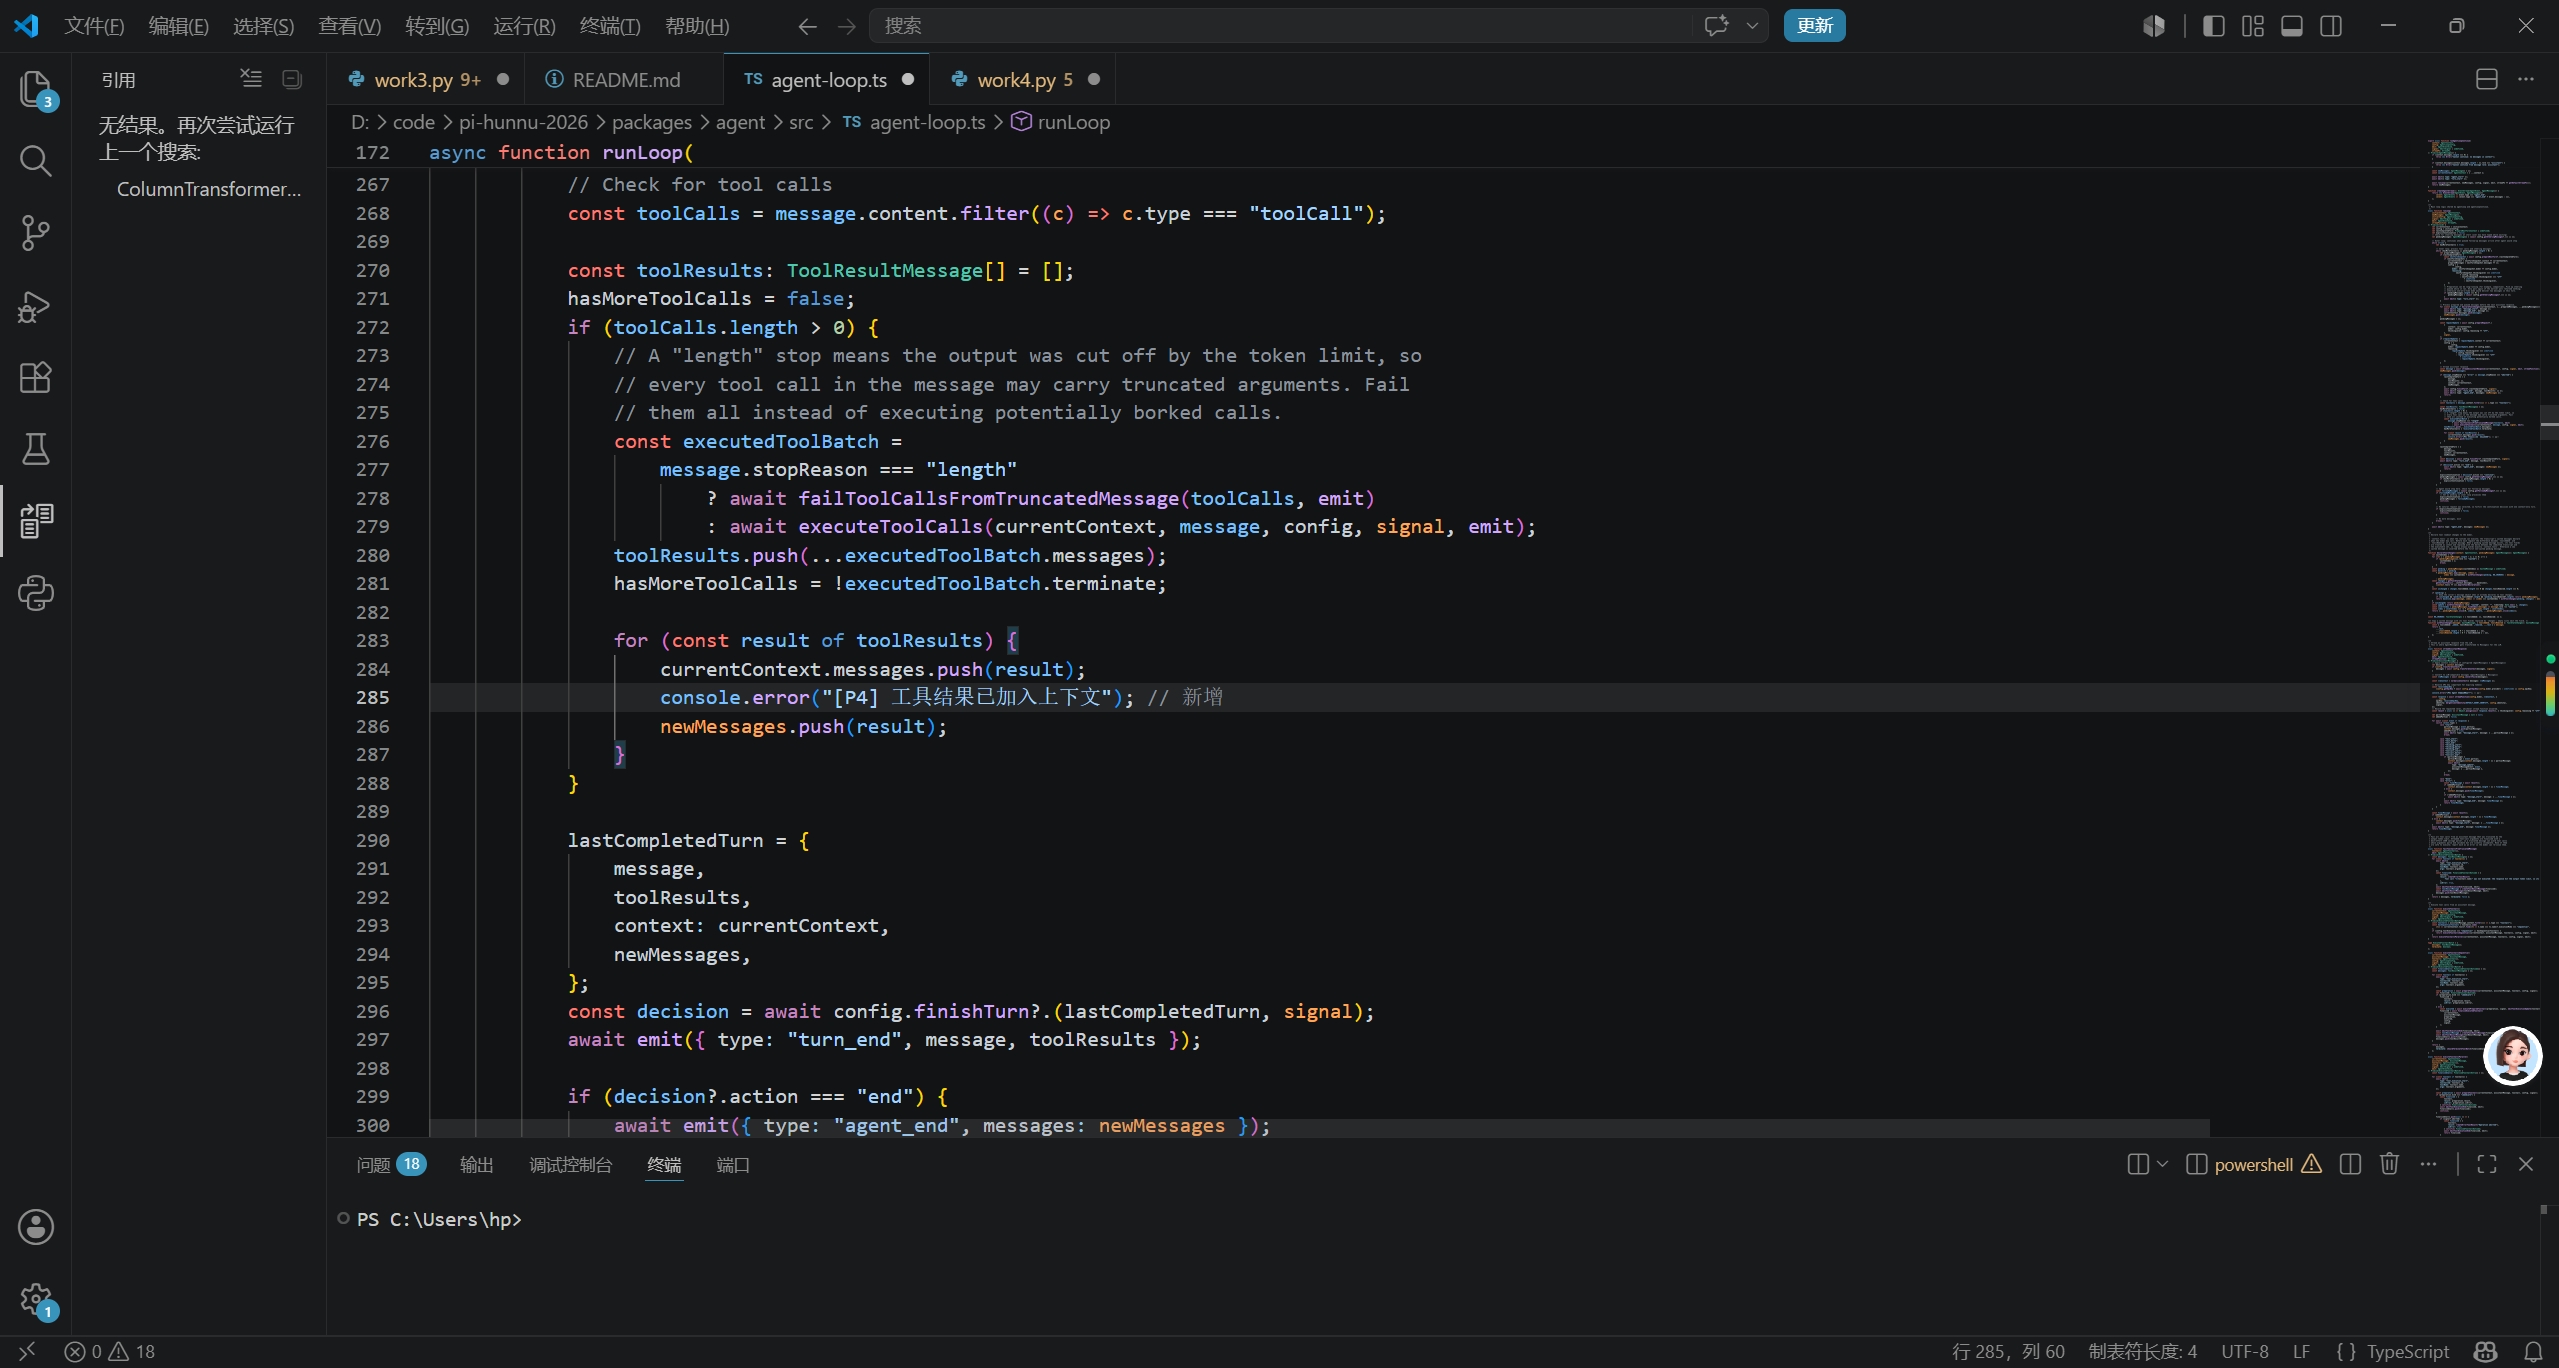 文件(F) 编辑(E) 选择(S) 查看(V) 转到(G) 运行(R) 终端(T) 帮助(H) 搜索 更新
引用
无结果。再次尝试运行
上一个搜索:
ColumnTransformer...
3
1
work3.py 9+ README.md TS agent-loop.ts work4.py 5
D: > code > pi-hunnu-2026 > packages > agent > src > TS agent-loop.ts > runLoop
172 async function runLoop(
267 // Check for tool calls
268 const toolCalls = message.content.filter((c) => c.type === "toolCall");
269
270 const toolResults: ToolResultMessage[] = [];
271 hasMoreToolCalls = false;
272 if (toolCalls.length > 0) {
273 // A "length" stop means the output was cut off by the token limit, so
274 // every tool call in the message may carry truncated arguments. Fail
275 // them all instead of executing potentially borked calls.
276 const executedToolBatch =
277 message.stopReason === "length"
278 ? await failToolCallsFromTruncatedMessage(toolCalls, emit)
279 : await executeToolCalls(currentContext, message, config, signal, emit);
280 toolResults.push(...executedToolBatch.messages);
281 hasMoreToolCalls = !executedToolBatch.terminate;
282
283 for (const result of toolResults) {
284 currentContext.messages.push(result);
285 console.error("[P4] 工具结果已加入上下文"); // 新增
286 newMessages.push(result);
287 }
288 }
289
290 lastCompletedTurn = {
291 message,
292 toolResults,
293 context: currentContext,
294 newMessages,
295 };
296 const decision = await config.finishTurn?.(lastCompletedTurn, signal);
297 await emit({ type: "turn_end", message, toolResults });
298
299 if (decision?.action === "end") {
300 await emit({ type: "agent_end", messages: newMessages });
问题 18 输出 调试控制台 终端 端口 powershell
PS C:\Users\hp>
0 18 行 285，列 60 制表符长度: 4 UTF-8 LF { } TypeScript